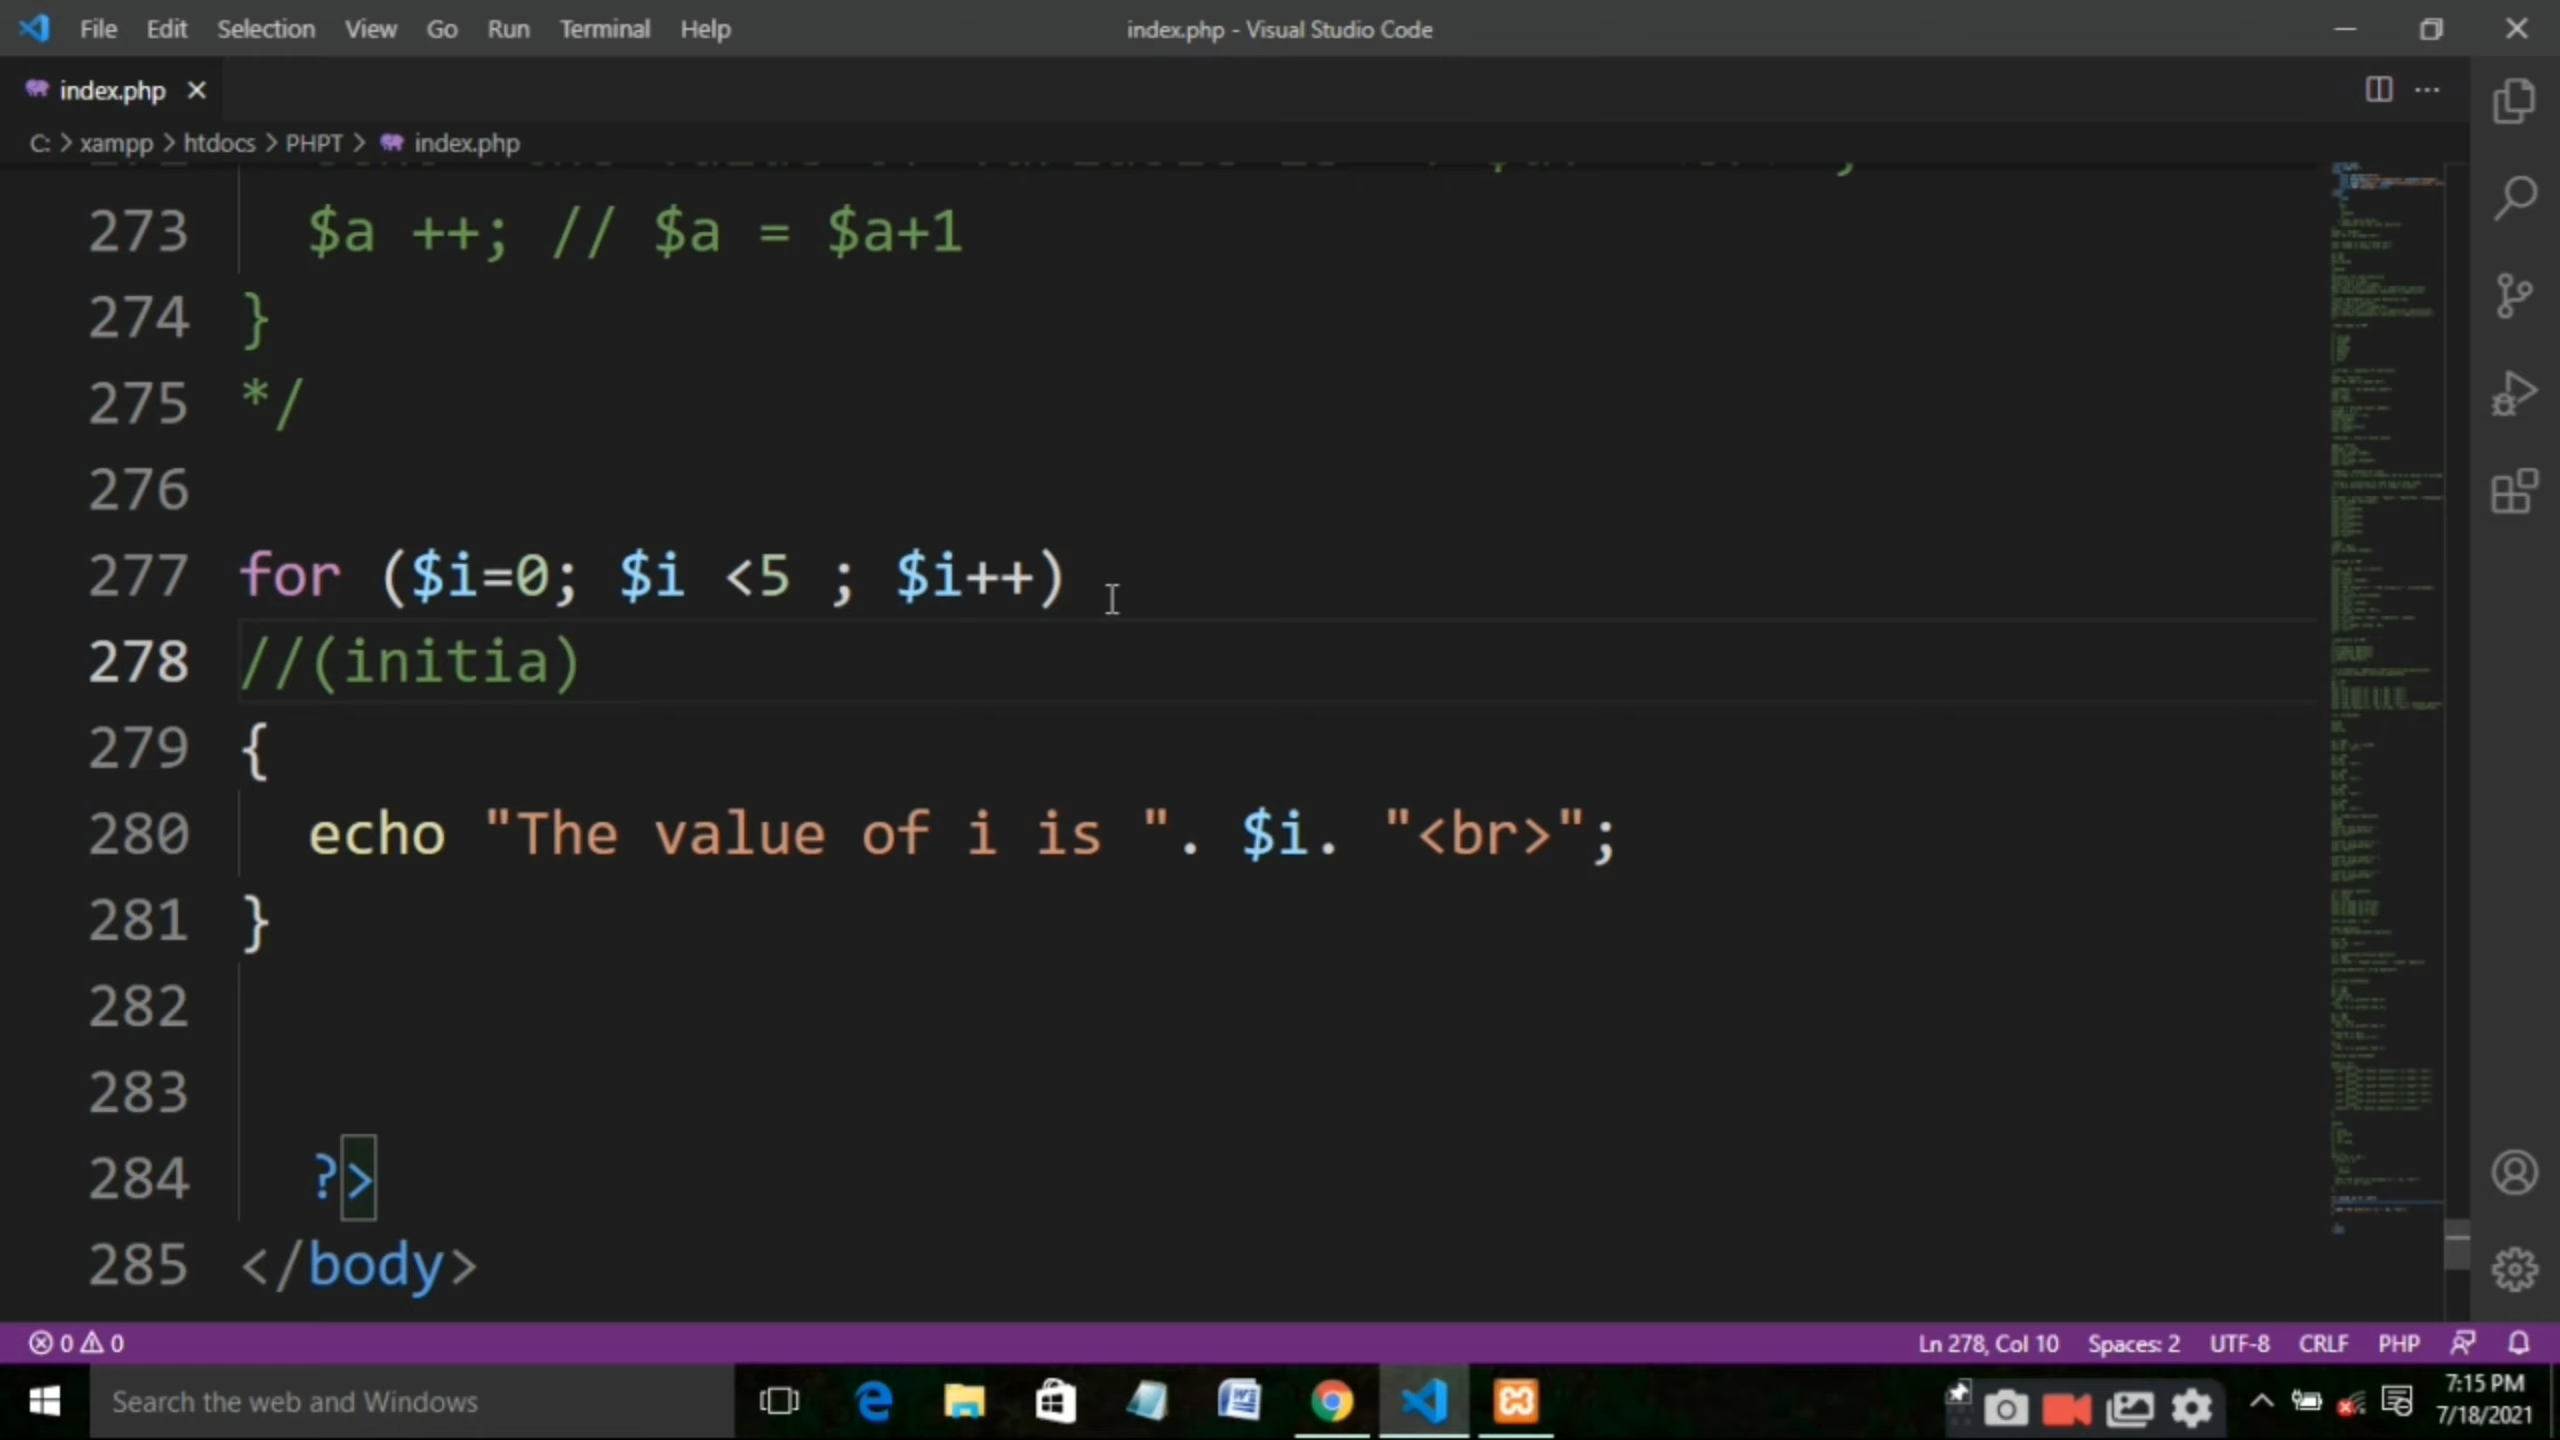 File Edit Selection View Go Run Terminal Help
index.php - Visual Studio Code
index.php
C: > xampp > htdocs > PHPT > index.php
273 $a ++; // $a = $a+1
274 }
275 */
276
277 for ($i=0; $i <5 ; $i++)
278 //(initia)
279 {
280 echo "The value of i is ". $i. "<br>";
281 }
282
283
284 ?>
285 </body>
0 0
Ln 278, Col 10 Spaces: 2 UTF-8 CRLF PHP
Search the web and Windows
7:15 PM
7/18/2021